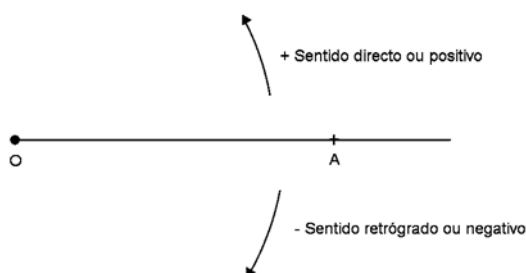 + Sentido directo ou positivo
O
A
- Sentido retrógrado ou negativo